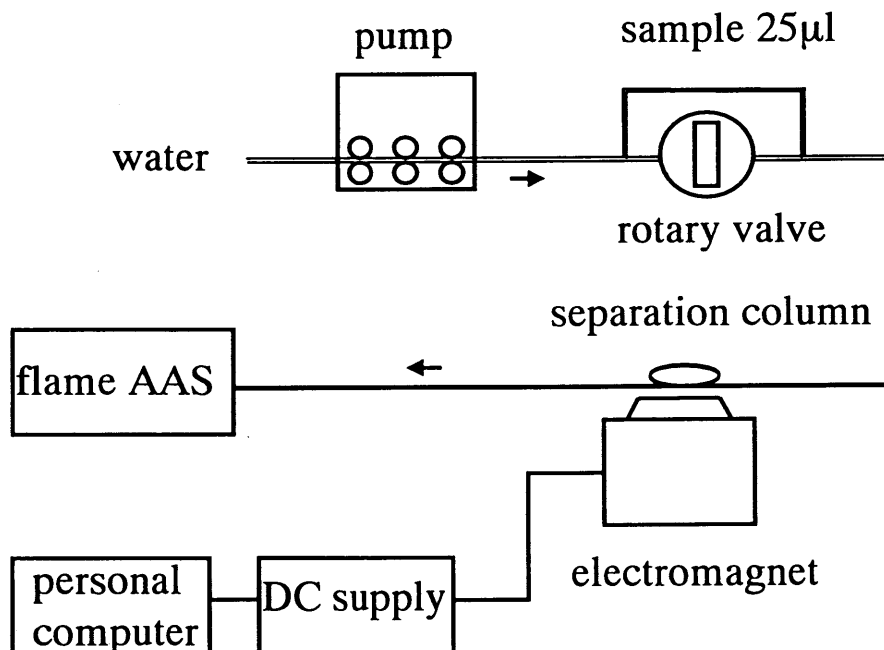 pump
sample 25μl
water
rotary valve
separation column
flame AAS
electromagnet
personal
computer
DC supply